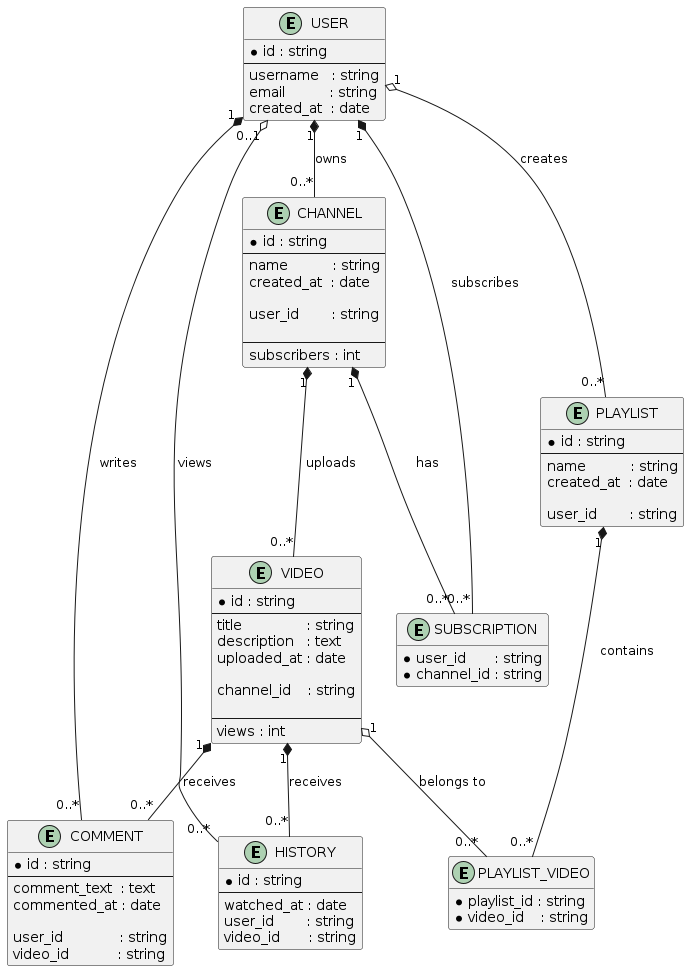 E USER
* id : string
username : string
email : string
created_at : date
1
0..1
1
1
1
owns
creates
0..*
E CHANNEL
* id : string
name : string
created_at : date
user_id : string
subscribers : int
subscribes
1
1
0..*
E PLAYLIST
* id : string
name : string
created_at : date
user_id : string
1
writes
views
uploads
has
0..*
E VIDEO
* id : string
title : string
description : text
uploaded_at : date
channel_id : string
views : int
0..*
0..*
E SUBSCRIPTION
* user_id : string
* channel_id : string
contains
1
1
1
receives
receives
belongs to
0..*
0..*
0..*
0..*
0..*
0..*
E COMMENT
* id : string
comment_text : text
commented_at : date
user_id : string
video_id : string
E HISTORY
* id : string
watched_at : date
user_id : string
video_id : string
E PLAYLIST_VIDEO
* playlist_id : string
* video_id : string